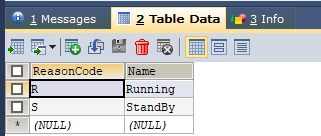 1 Messages 2 Table Data 3 Info
ReasonCode Name
R Running
S StandBy
* (NULL) (NULL)